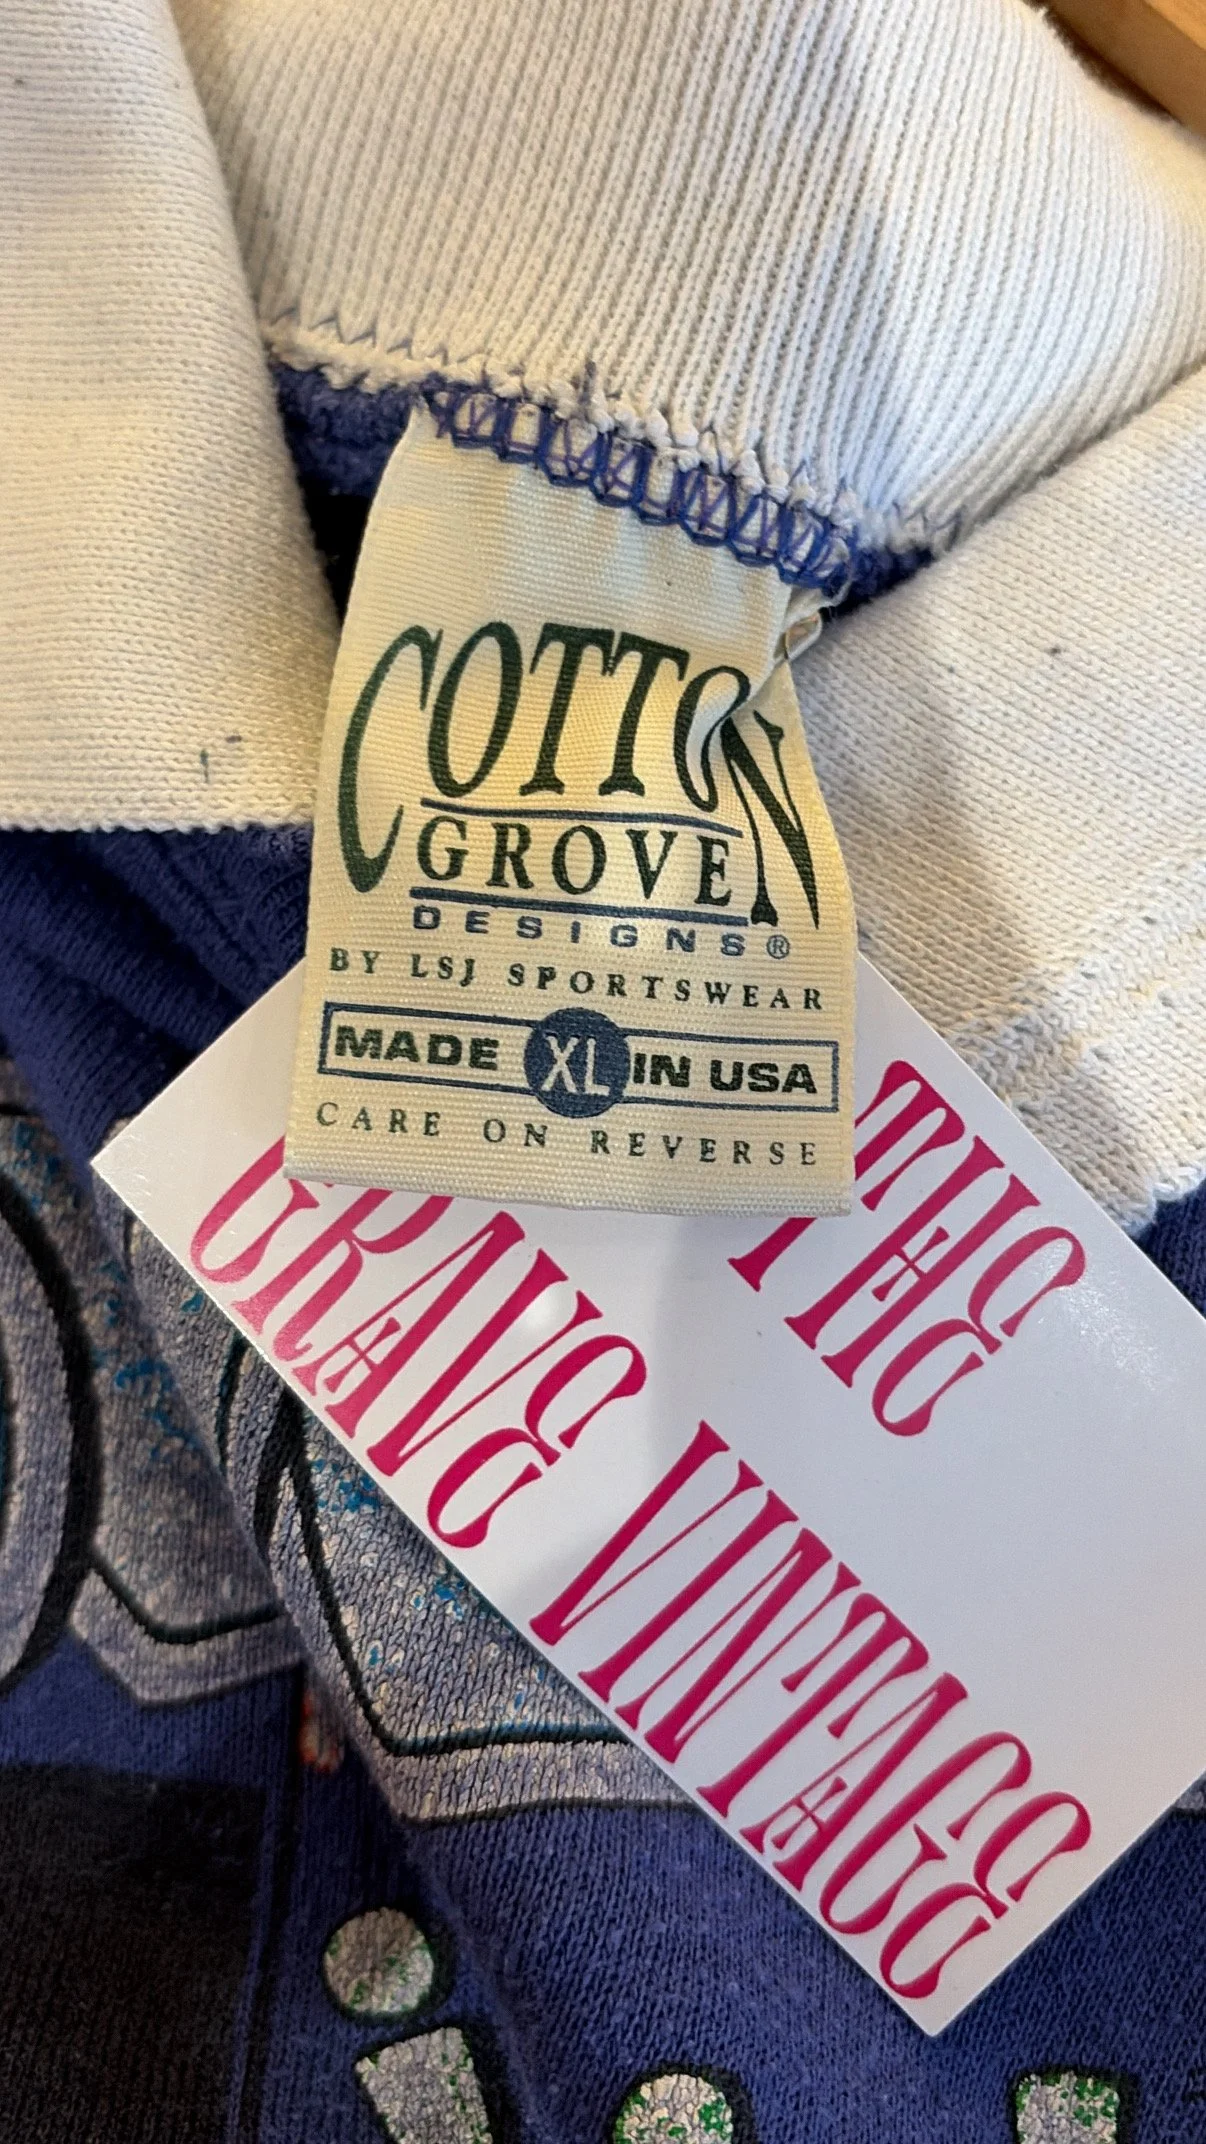 COTTON
GROVE
DESIGNS®
BY LSJ SPORTSWEAR
MADE XL IN USA
CARE ON REVERSE
THE
GRAVE VINTAGE